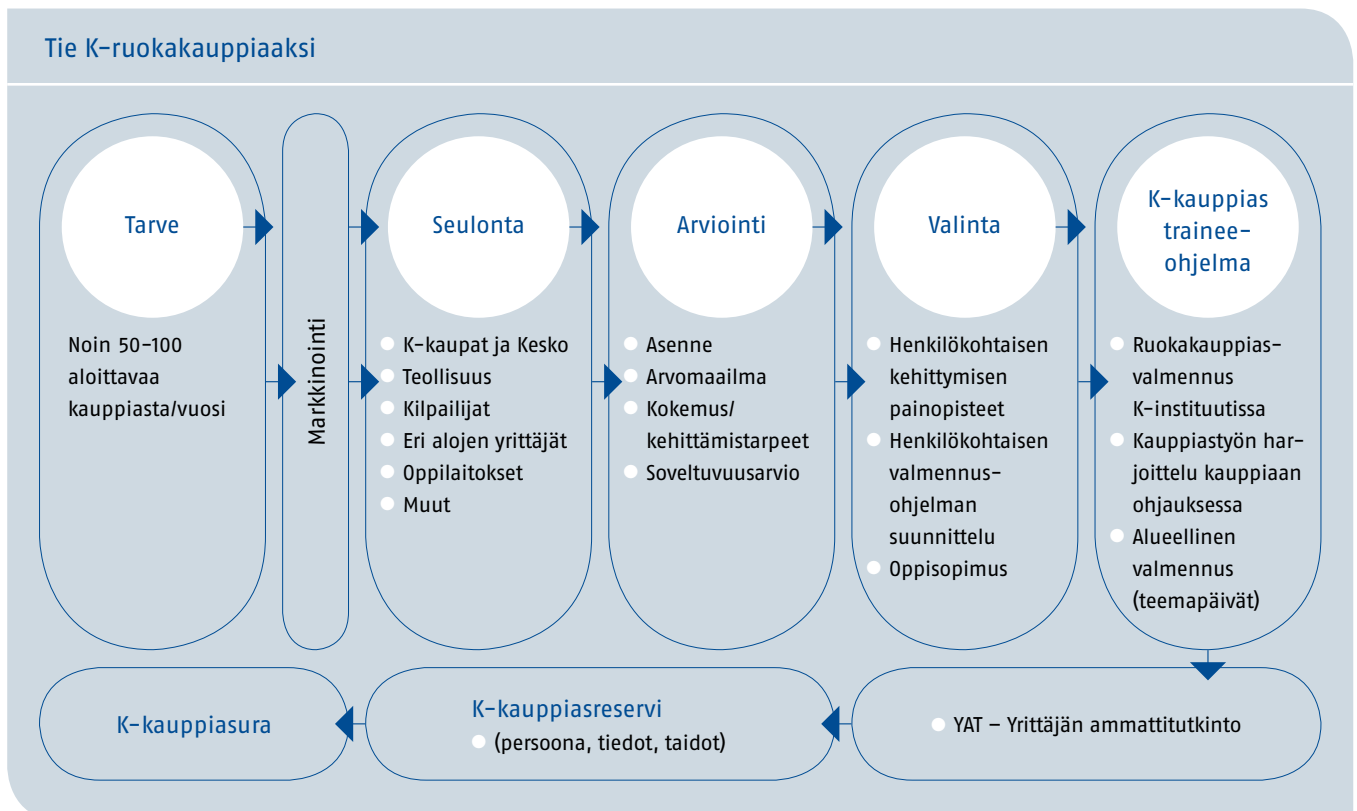 Tie K-ruokakauppiaaksi
Tarve
Noin 50-100
aloittavaa
kauppiasta/vuosi
Markkinointi
Seulonta
K-kaupat ja Kesko
Teollisuus
Kilpailijat
Eri alojen yrittäjät
Oppilaitokset
Muut
Arviointi
Asenne
Arvomaailma
Kokemus/
kehittämistarpeet
Soveltuvuusarvio
Valinta
Henkilökohtaisen
kehittymisen
painopisteet
Henkilökohtaisen
valmennus-
ohjelman
suunnittelu
Oppisopimus
K-kauppias
trainee-
ohjelma
Ruokakauppias-
valmennus
K-instituutissa
Kauppiastyön har-
joittelu kauppiaan
ohjauksessa
Alueellinen
valmennus
(teemapäivät)
YAT – Yrittäjän ammattitutkinto
K-kauppiasreservi
(persoona, tiedot, taidot)
K-kauppiasura